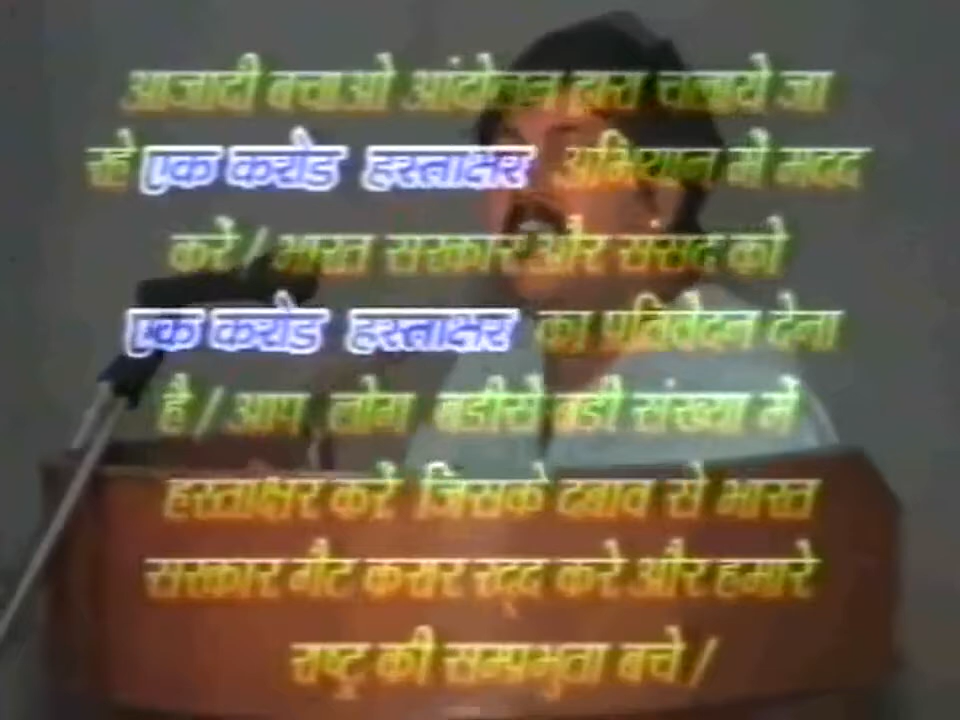 आजादी बचाओ आंदोलन द्वारा चलाये जा
रहे एक करोड हस्ताक्षर अभियान में मदद
करें / भारत सरकार और संसद को
एक करोड हस्ताक्षर का प्रतिवेदन देना
है / आप लोग बडीसे बडी संख्या में
हस्ताक्षर करे जिसके दबाव से भारत
सरकार गैट करार रद्द करे और हमारे
राष्ट्र की सम्प्रभुता बचे /